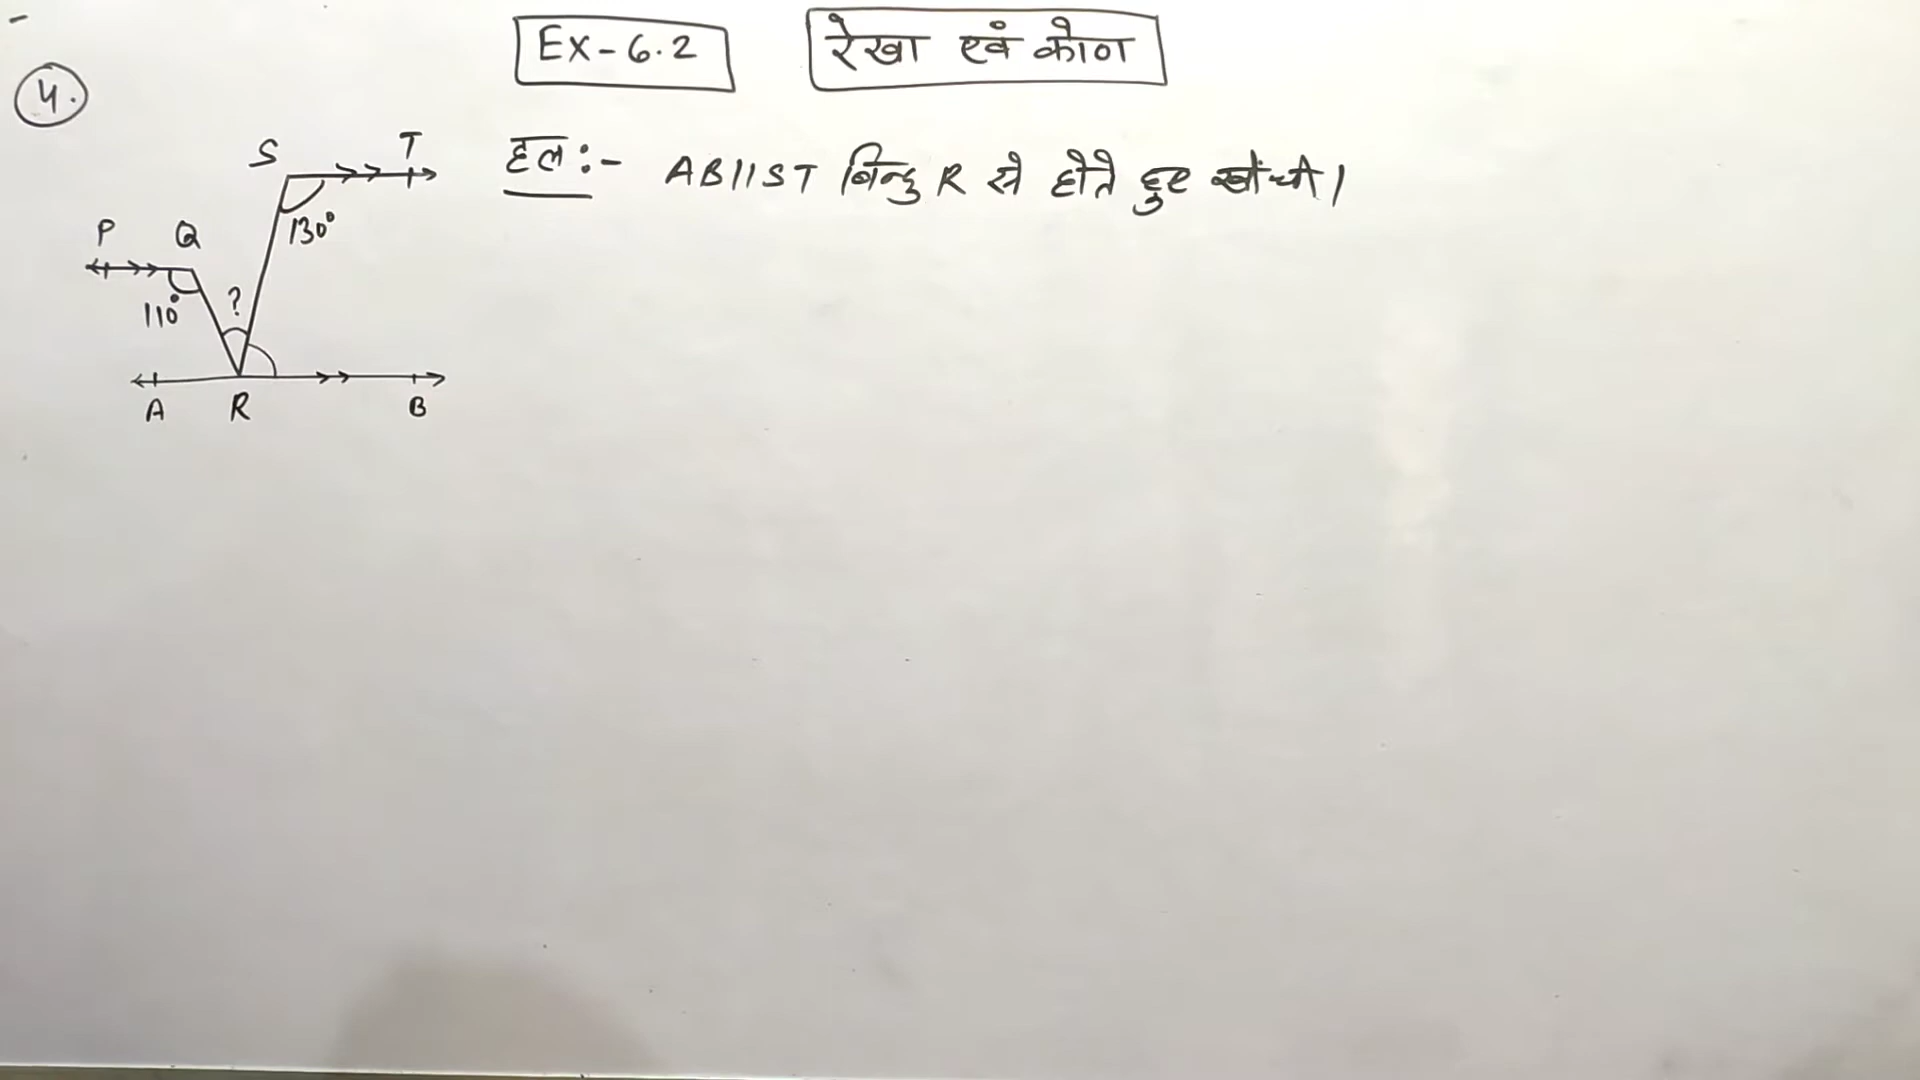 Ex-6.2 रेखा एवं कोण
4.
S T
हल:- AB||ST बिन्दु R से होते हुए खींची।
130°
P Q
110° ?
A R B